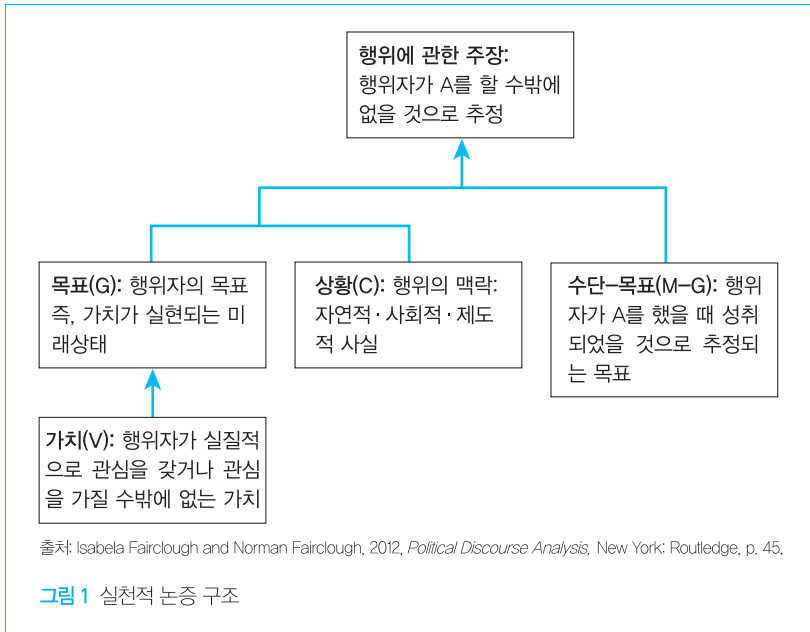 행위에 관한 주장:
행위자가 A를 할 수밖에
없을 것으로 추정
목표(G): 행위자의 목표
즉, 가치가 실현되는 미
래상태
상황(C): 행위의 맥락:
자연적·사회적·제도
적 사실
수단-목표(M-G): 행위
자가 A를 했을 때 성취
되었을 것으로 추정되
는 목표
가치(V): 행위자가 실질적
으로 관심을 갖거나 관심
을 가질 수밖에 없는 가치
출처: Isabela Fairclough and Norman Fairclough, 2012, Political Discourse Analysis, New York: Routledge, p. 45.
그림 1 실천적 논증 구조